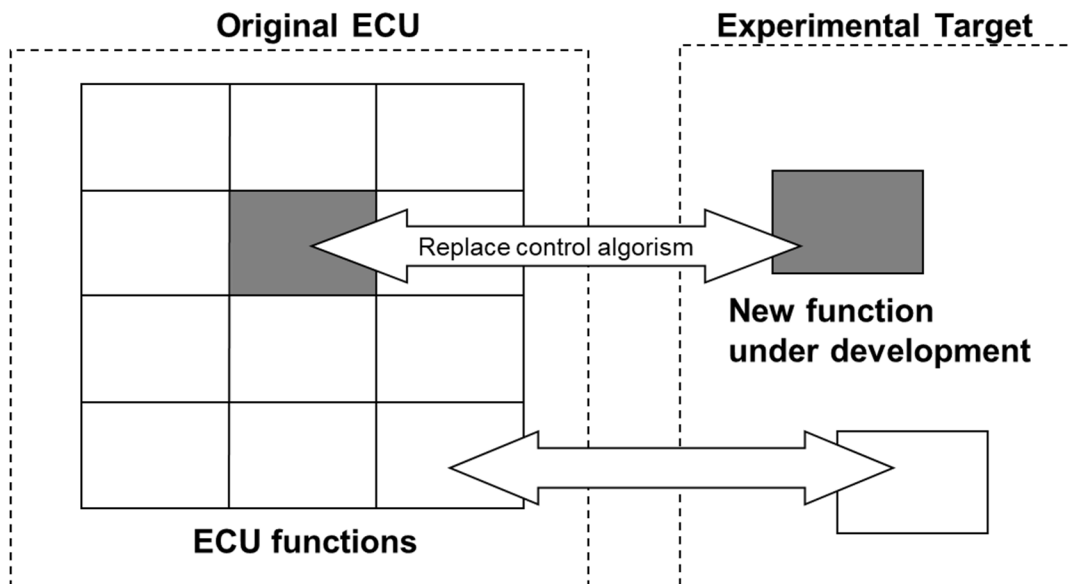 Original ECU
Experimental Target
Replace control algorism
New function
under development
ECU functions